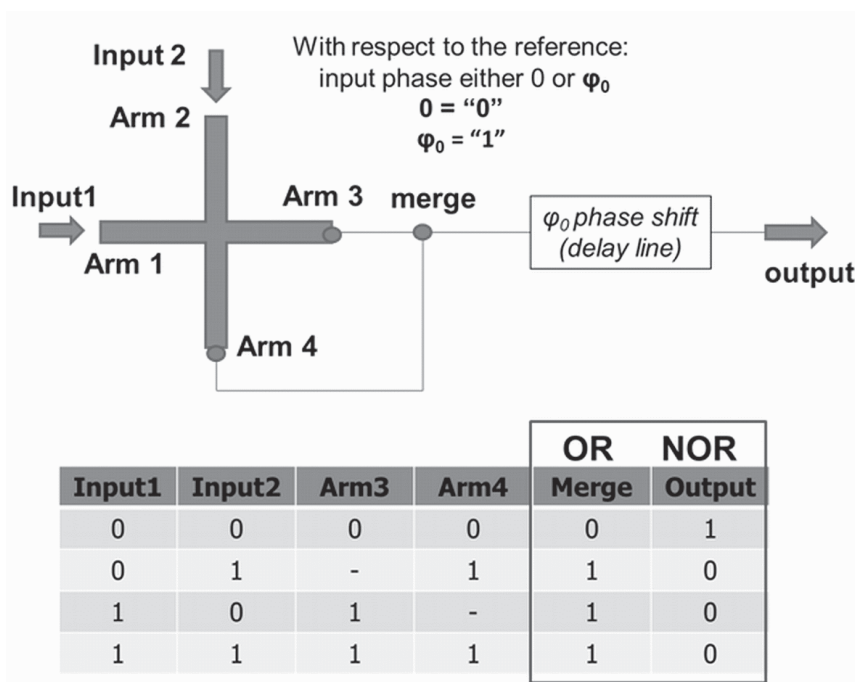 Input 2
With respect to the reference:
input phase either 0 or φ₀
0 = “0”
φ₀ = “1”
Arm 2
Input1
Arm 3
merge
φ₀ phase shift
(delay line)
Arm 1
output
Arm 4
OR NOR
Input1 Input2 Arm3 Arm4 Merge Output
0 0 0 0 0 1
0 1 - 1 1 0
1 0 1 - 1 0
1 1 1 1 1 0